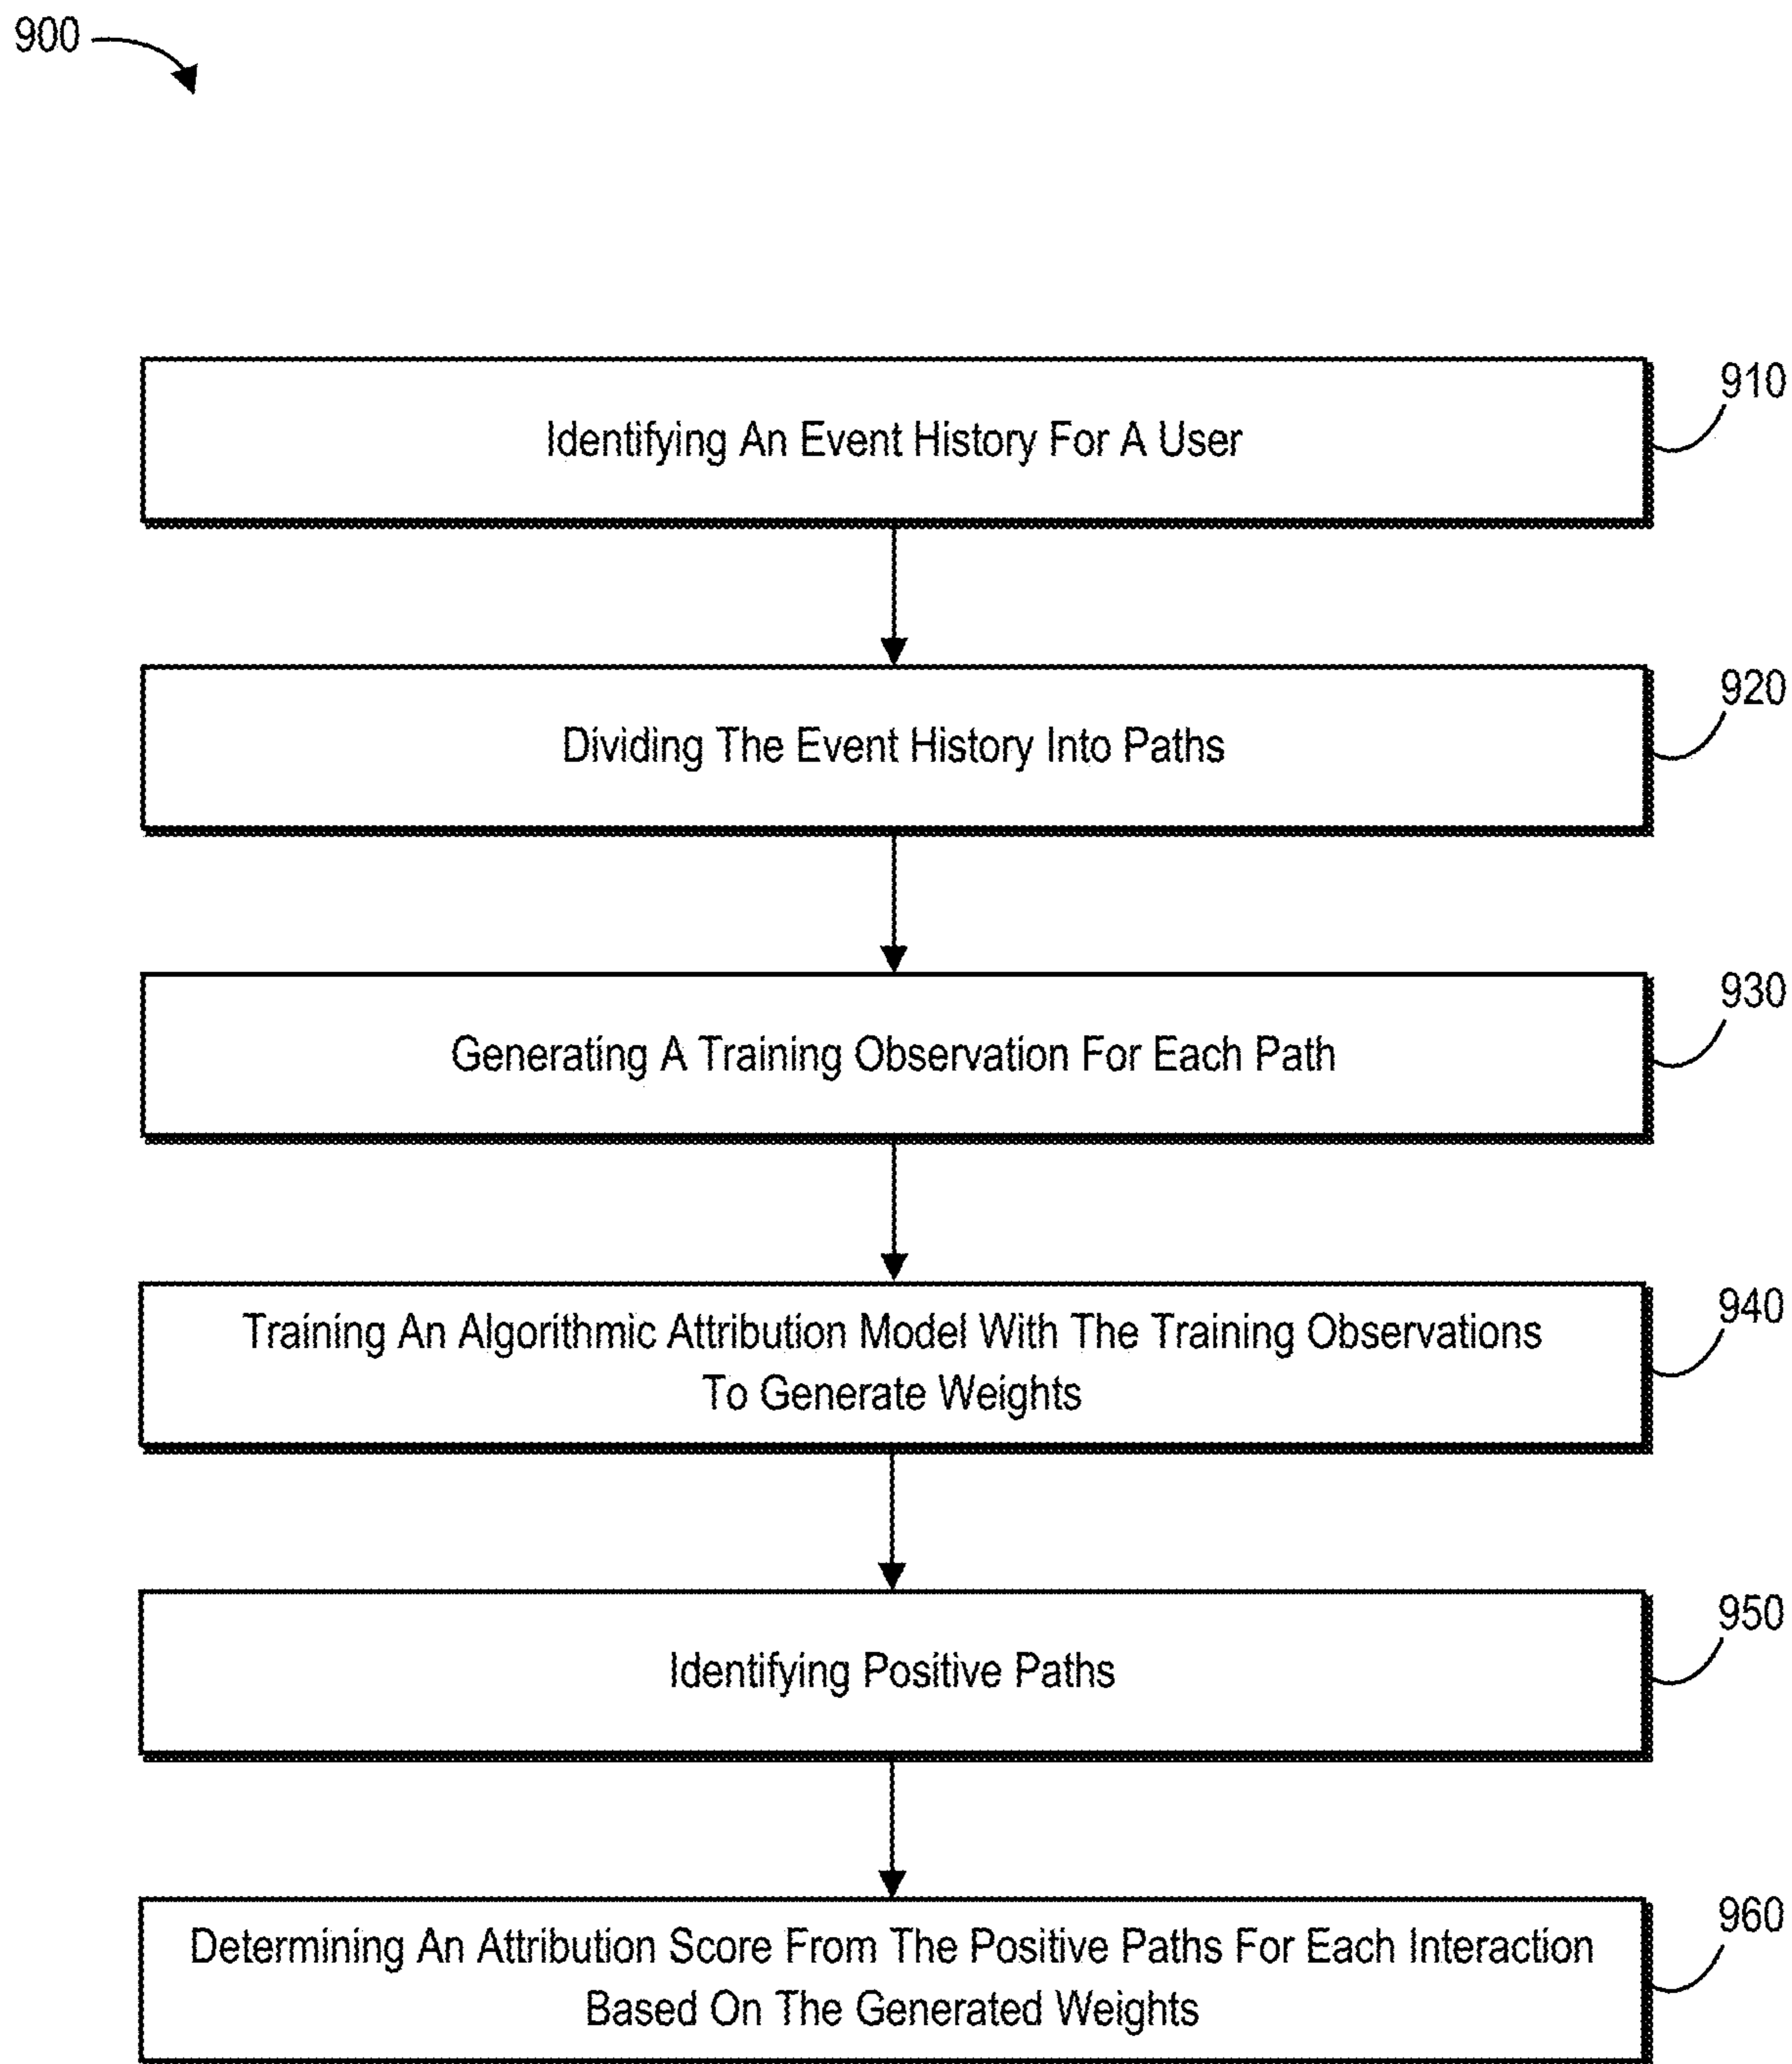 900
910
Identifying An Event History For A User
920
Dividing The Event History Into Paths
930
Generating A Training Observation For Each Path
940
Training An Algorithmic Attribution Model With The Training Observations
To Generate Weights
950
Identifying Positive Paths
960
Determining An Attribution Score From The Positive Paths For Each Interaction
Based On The Generated Weights